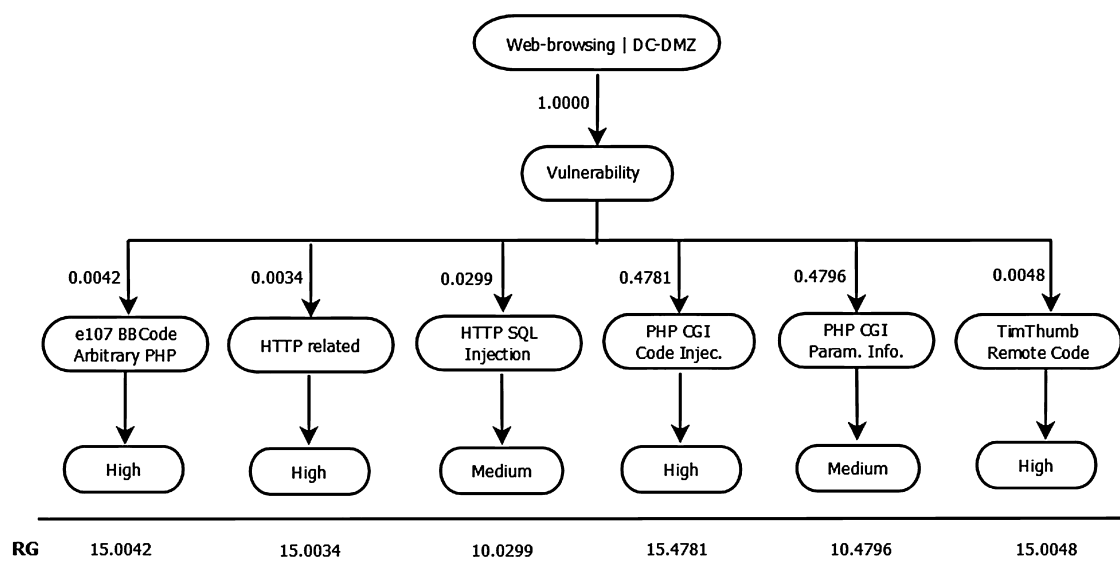 Web-browsing | DC-DMZ
1.0000
Vulnerability
0.0042
0.0034
0.0299
0.4781
0.4796
0.0048
e107 BBCode
Arbitrary PHP
HTTP related
HTTP SQL
Injection
PHP CGI
Code Injec.
PHP CGI
Param. Info.
TimThumb
Remote Code
High
High
Medium
High
Medium
High
RG 15.0042 15.0034 10.0299 15.4781 10.4796 15.0048